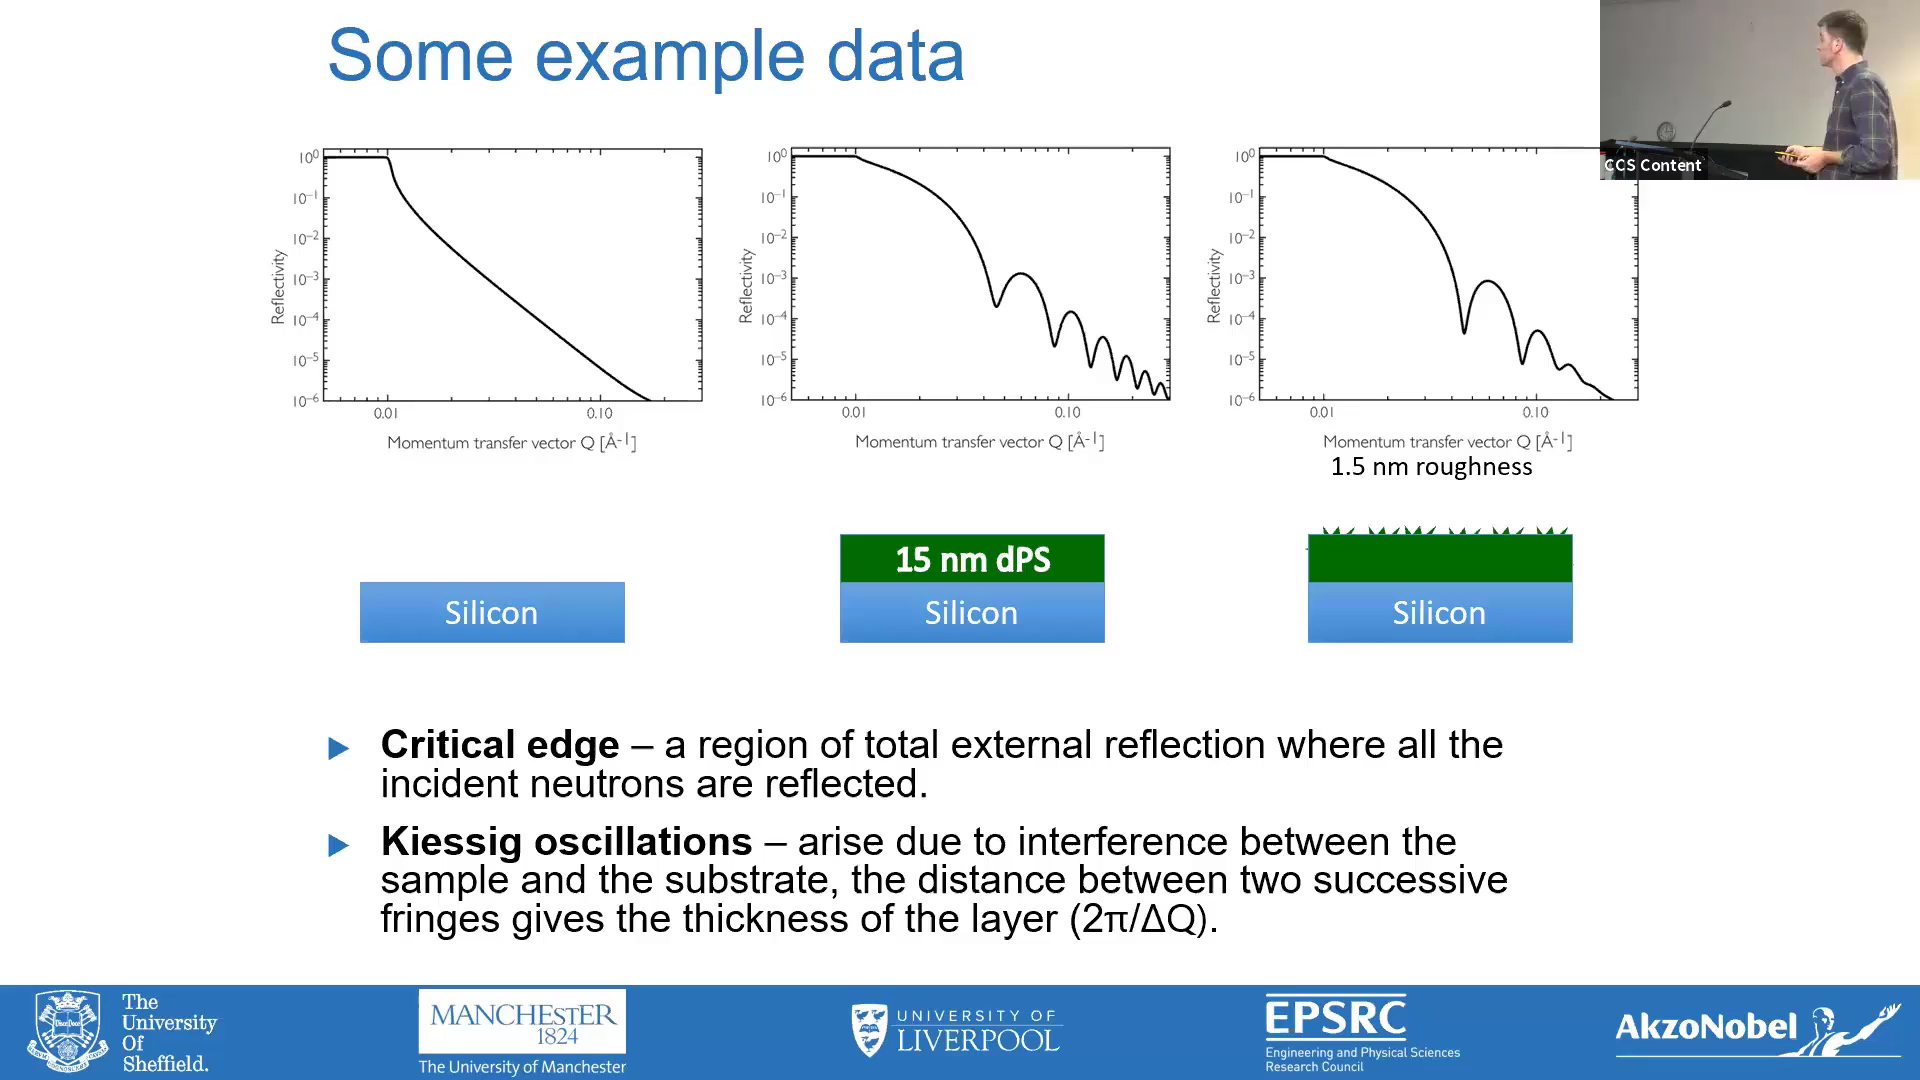 Some example data
CCS Content
10⁰
10⁻¹
10⁻²
10⁻³
10⁻⁴
10⁻⁵
10⁻⁶
Reflectivity
0.01 0.10
Momentum transfer vector Q [Å⁻¹]
10⁰
10⁻¹
10⁻²
10⁻³
10⁻⁴
10⁻⁵
10⁻⁶
Reflectivity
0.01 0.10
Momentum transfer vector Q [Å⁻¹]
10⁰
10⁻¹
10⁻²
10⁻³
10⁻⁴
10⁻⁵
10⁻⁶
Reflectivity
0.01 0.10
Momentum transfer vector Q [Å⁻¹]
1.5 nm roughness
Silicon
15 nm dPS
Silicon
Silicon
Critical edge – a region of total external reflection where all the
incident neutrons are reflected.
Kiessig oscillations – arise due to interference between the
sample and the substrate, the distance between two successive
fringes gives the thickness of the layer (2π/ΔQ).
The
University
Of
Sheffield.
MANCHESTER
1824
The University of Manchester
UNIVERSITY OF
LIVERPOOL
EPSRC
Engineering and Physical Sciences
Research Council
AkzoNobel